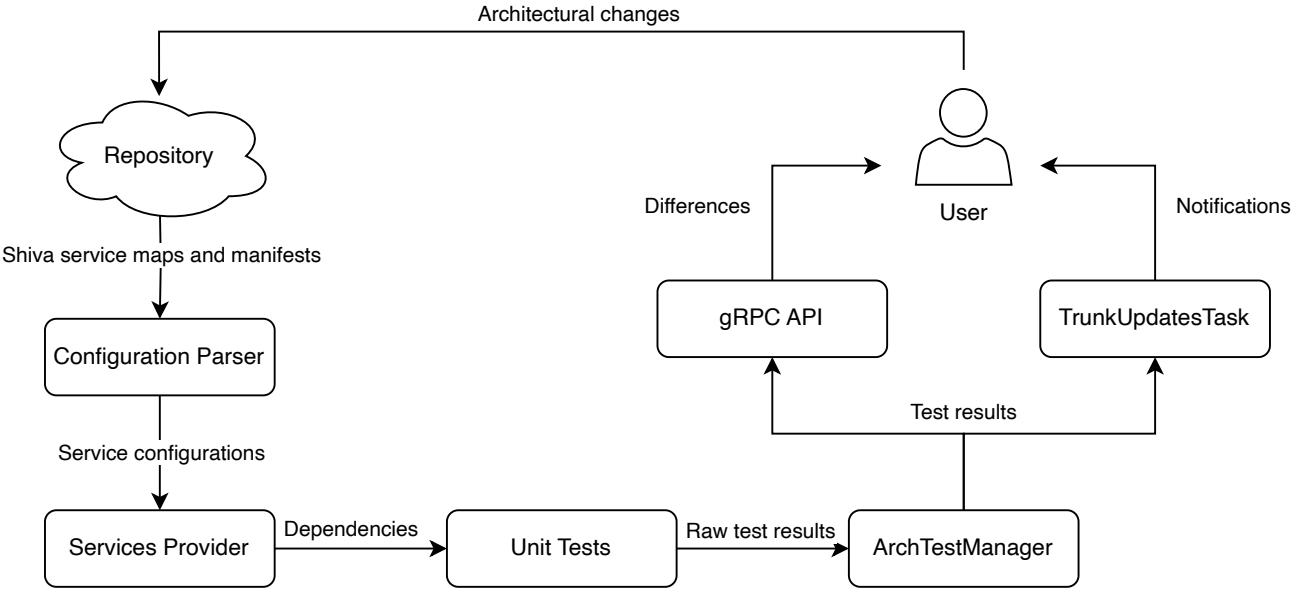 Architectural changes
Repository
User
Differences
Notifications
Shiva service maps and manifests
gRPC API
TrunkUpdatesTask
Configuration Parser
Test results
Service configurations
Services Provider
Dependencies
Unit Tests
Raw test results
ArchTestManager